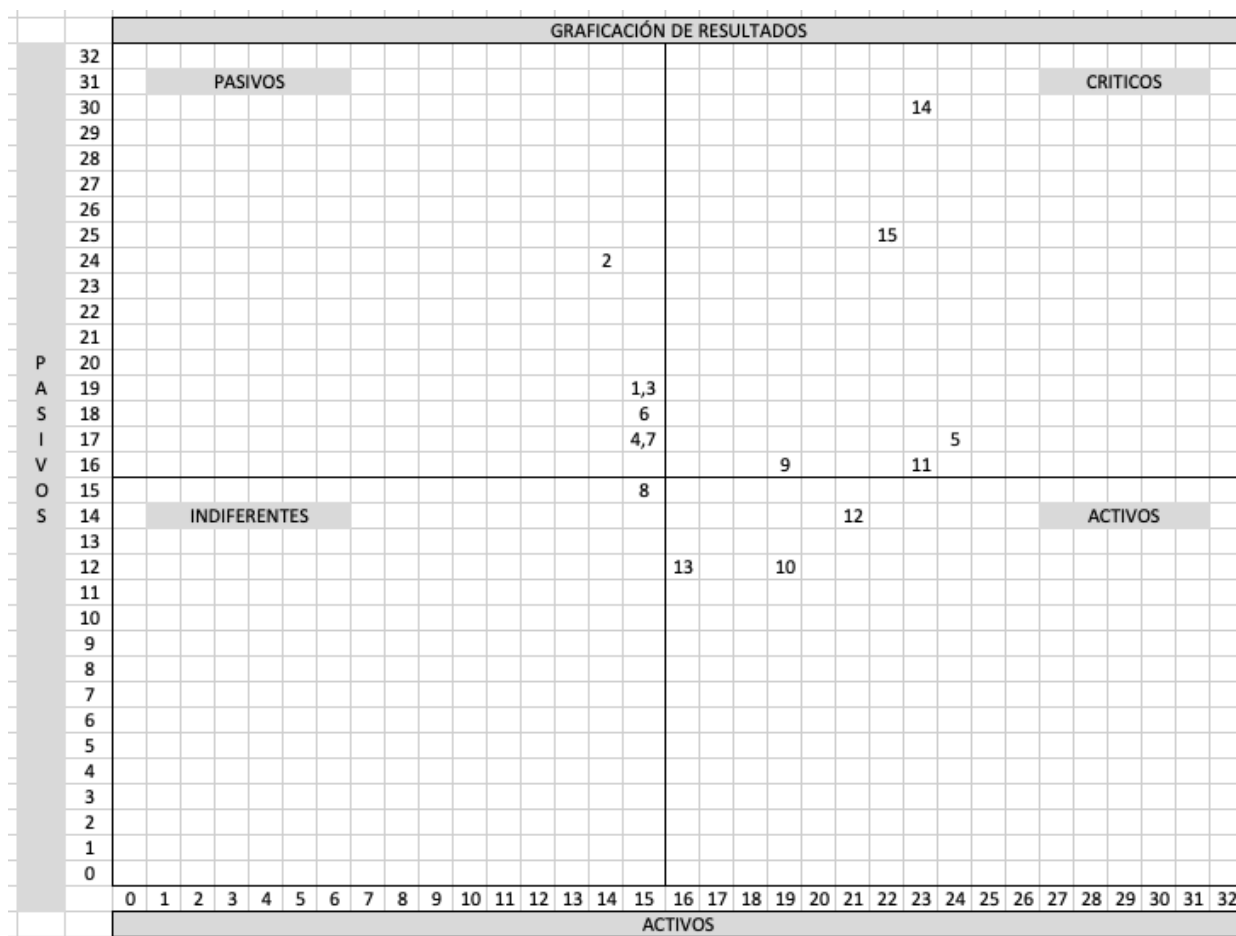 GRAFICACIÓN DE RESULTADOS
32
31 PASIVOS CRITICOS
30 14
29
28
27
26
25 15
24 2
23
22
21
P 20
A 19 1,3
S 18 6
I 17 4,7 5
V 16 9 11
O 15 8
S 14 INDIFERENTES 12 ACTIVOS
13
12 13 10
11
10
9
8
7
6
5
4
3
2
1
0
0 1 2 3 4 5 6 7 8 9 10 11 12 13 14 15 16 17 18 19 20 21 22 23 24 25 26 27 28 29 30 31 32
ACTIVOS